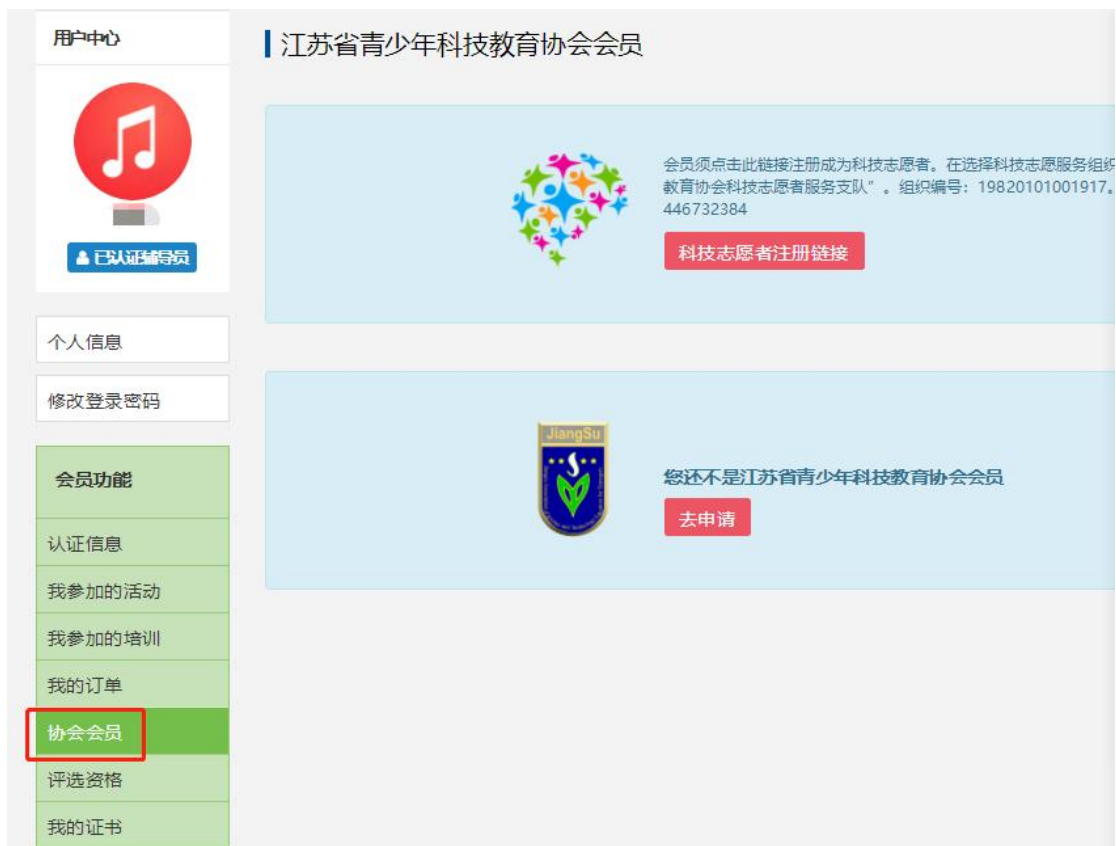 用户中心
已认证辅导员
个人信息
修改登录密码
会员功能
认证信息
我参加的活动
我参加的培训
我的订单
协会会员
评选资格
我的证书
江苏省青少年科技教育协会会员
会员须点击此链接注册成为科技志愿者。在选择科技志愿服务组织
教育协会科技志愿者服务支队”。组织编号：19820101001917。
446732384
科技志愿者注册链接
JiangSu
您还不是江苏省青少年科技教育协会会员
去申请